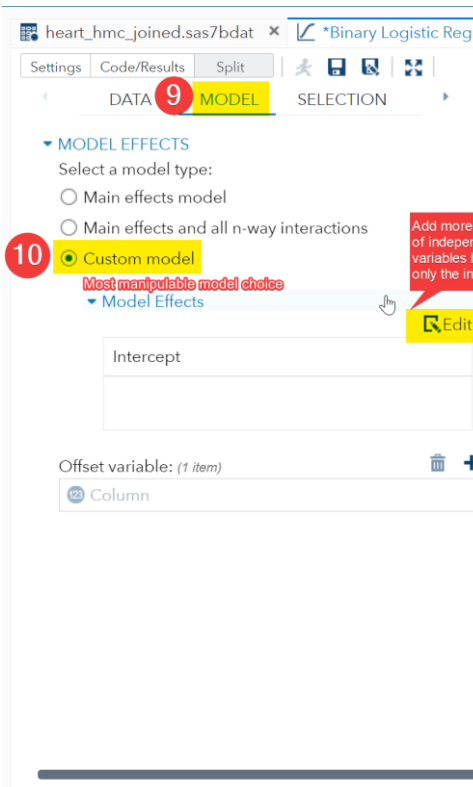 heart_hmc_joined.sas7bdat × *Binary Logistic Reg
Settings Code/Results Split
DATA 9 MODEL SELECTION
MODEL EFFECTS
Select a model type:
Main effects model
Main effects and all n-way interactions
10 Custom model
Add more
of indepen
variables h
only the in
Most manipulable model choice
Model Effects
Edit
Intercept
Offset variable: (1 item)
123 Column